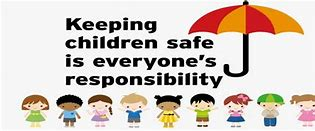 Keeping
children safe
is everyone's
responsibility